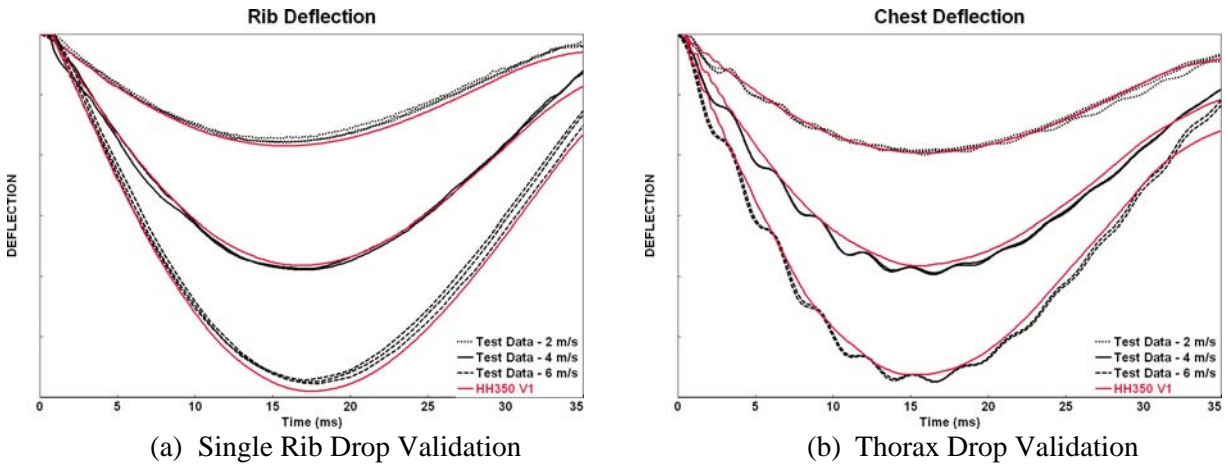 Rib Deflection
DEFLECTION
Test Data - 2 m/s
Test Data - 4 m/s
Test Data - 6 m/s
HH350 V1
0 5 10 15 20 25 30 35
Time (ms)
(a) Single Rib Drop Validation
Chest Deflection
DEFLECTION
Test Data - 2 m/s
Test Data - 4 m/s
Test Data - 6 m/s
HH350 V1
0 5 10 15 20 25 30 35
Time (ms)
(b) Thorax Drop Validation